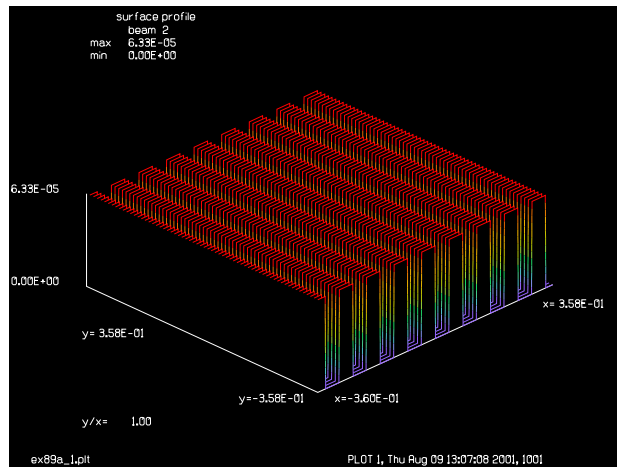 surface profile
beam 2
max 6.33E-05
min 0.00E+00
6.33E-05
0.00E+00
x= 3.58E-01
y= 3.58E-01
y=-3.58E-01 x=-3.60E-01
y/x= 1.00
ex89a_1.plt PLOT 1, Thu Aug 09 13:07:08 2001, 1001